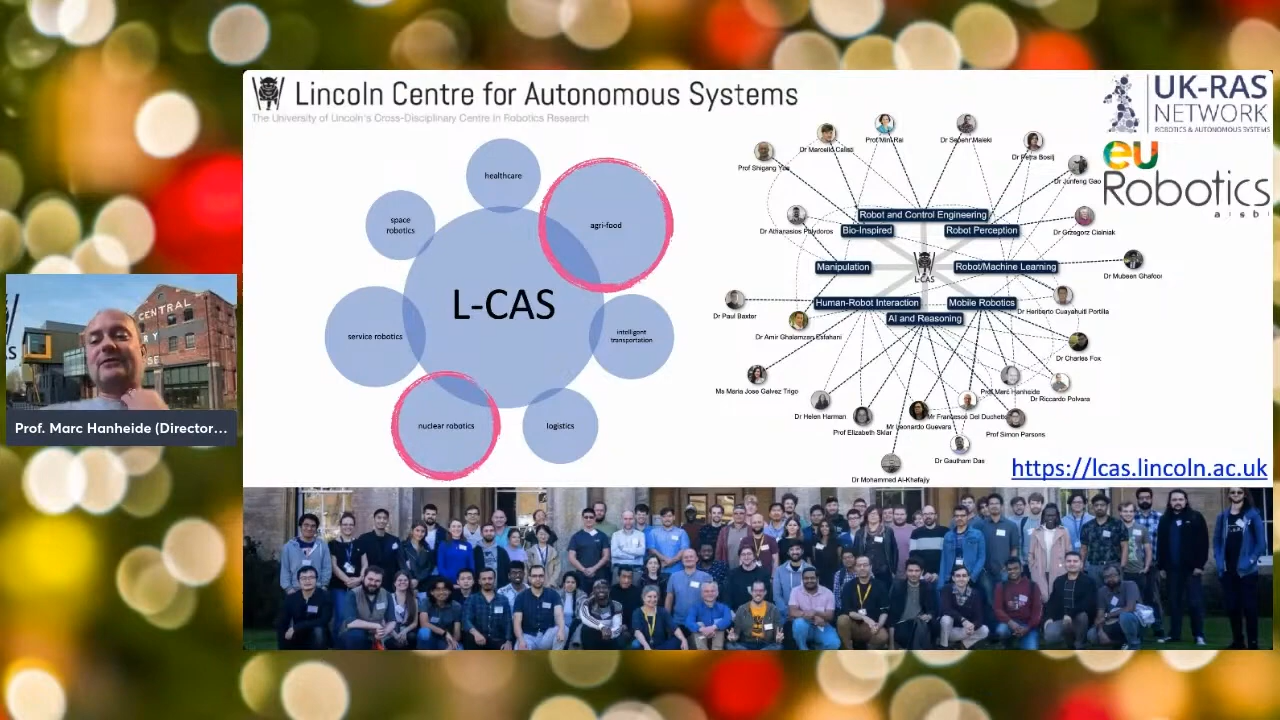 Lincoln Centre for Autonomous Systems
The University of Lincoln's Cross-Disciplinary Centre in Robotics Research
UK-RAS
NETWORK
ROBOTICS & AUTONOMOUS SYSTEMS
eu
Robotics
aisbl
healthcare
agri-food
space
robotics
L-CAS
service robotics
intelligent
transportation
nuclear robotics
logistics
Prof Min Rai
Dr Marcello Calisti
Dr Sepehr Maleki
Dr Petra Bosilj
Prof Shigang Yue
Dr Junfeng Gao
Robot and Control Engineering
Bio-Inspired
Robot Perception
Dr Athanasios Polydoros
Dr Grzegorz Cielniak
Manipulation
L-CAS
Robot/Machine Learning
Dr Mubeen Ghafoor
Human-Robot Interaction
Mobile Robotics
Dr Paul Baxter
AI and Reasoning
Dr Heriberto Cuayahuitl Portilla
Dr Amir Ghalamzan Esfahani
Dr Charles Fox
Ms Maria Jose Galvez Trigo
Prof Marc Hanheide
Dr Riccardo Polvara
Dr Helen Harman
Mr Francesco Del Duchetto
Mr Leonardo Guevara
Prof Elizabeth Sklar
Prof Simon Parsons
Dr Gautham Das
Dr Mohammed Al-Khafajiy
https://lcas.lincoln.ac.uk
CENTRAL
Prof. Marc Hanheide (Director...